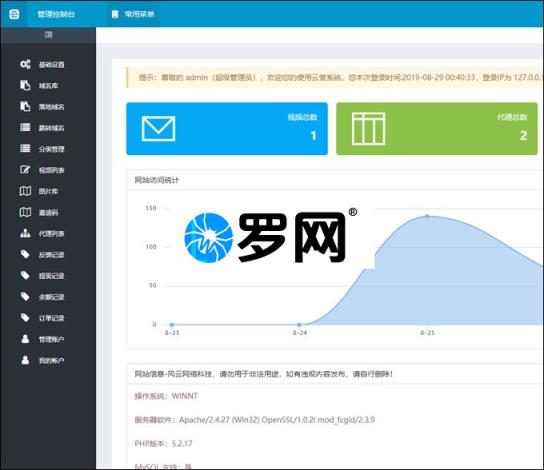 管理控制台
常用菜单
基础设置
域名库
落地域名
跳转域名
分类管理
视频列表
图片库
邀请码
代理列表
反馈记录
提现记录
余额记录
订单记录
管理账户
我的帐户
提示：尊敬的 admin（超级管理员），欢迎您的使用云复系统，您本次登录时间:2019-08-29 00:40:33，登录IP为 127.0.0.1
视频总数
1
代理总数
2
网站访问统计
150
100
50
0
8-23
8-24
8-25
罗网®
网站信息-风云网络科技，请勿用于非法用途，如有违规内容发布，请自行删除！
操作系统：WINNT
服务器软件：Apache/2.4.27 (Win32) OpenSSL/1.0.2l mod_fcgid/2.3.9
PHP版本：5.2.17
MySQL 支持：是